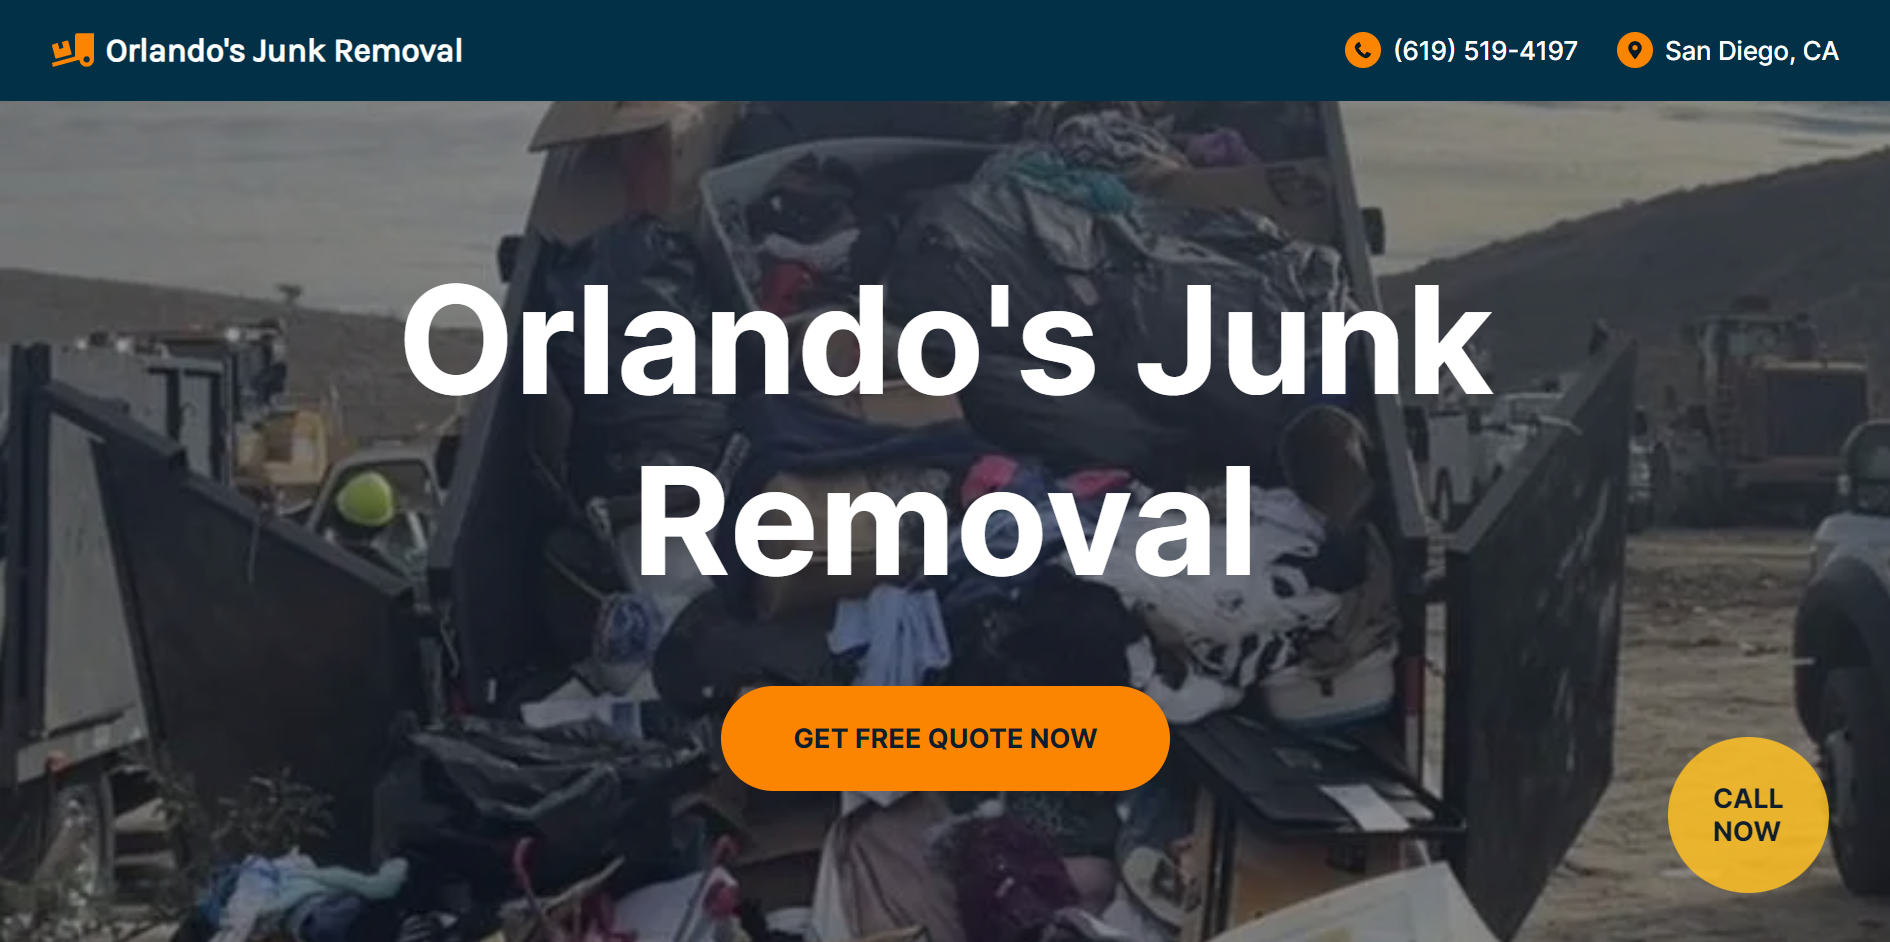 Orlando's Junk Removal
(619) 519-4197
San Diego, CA
Orlando's Junk
Removal
GET FREE QUOTE NOW
CALL
NOW